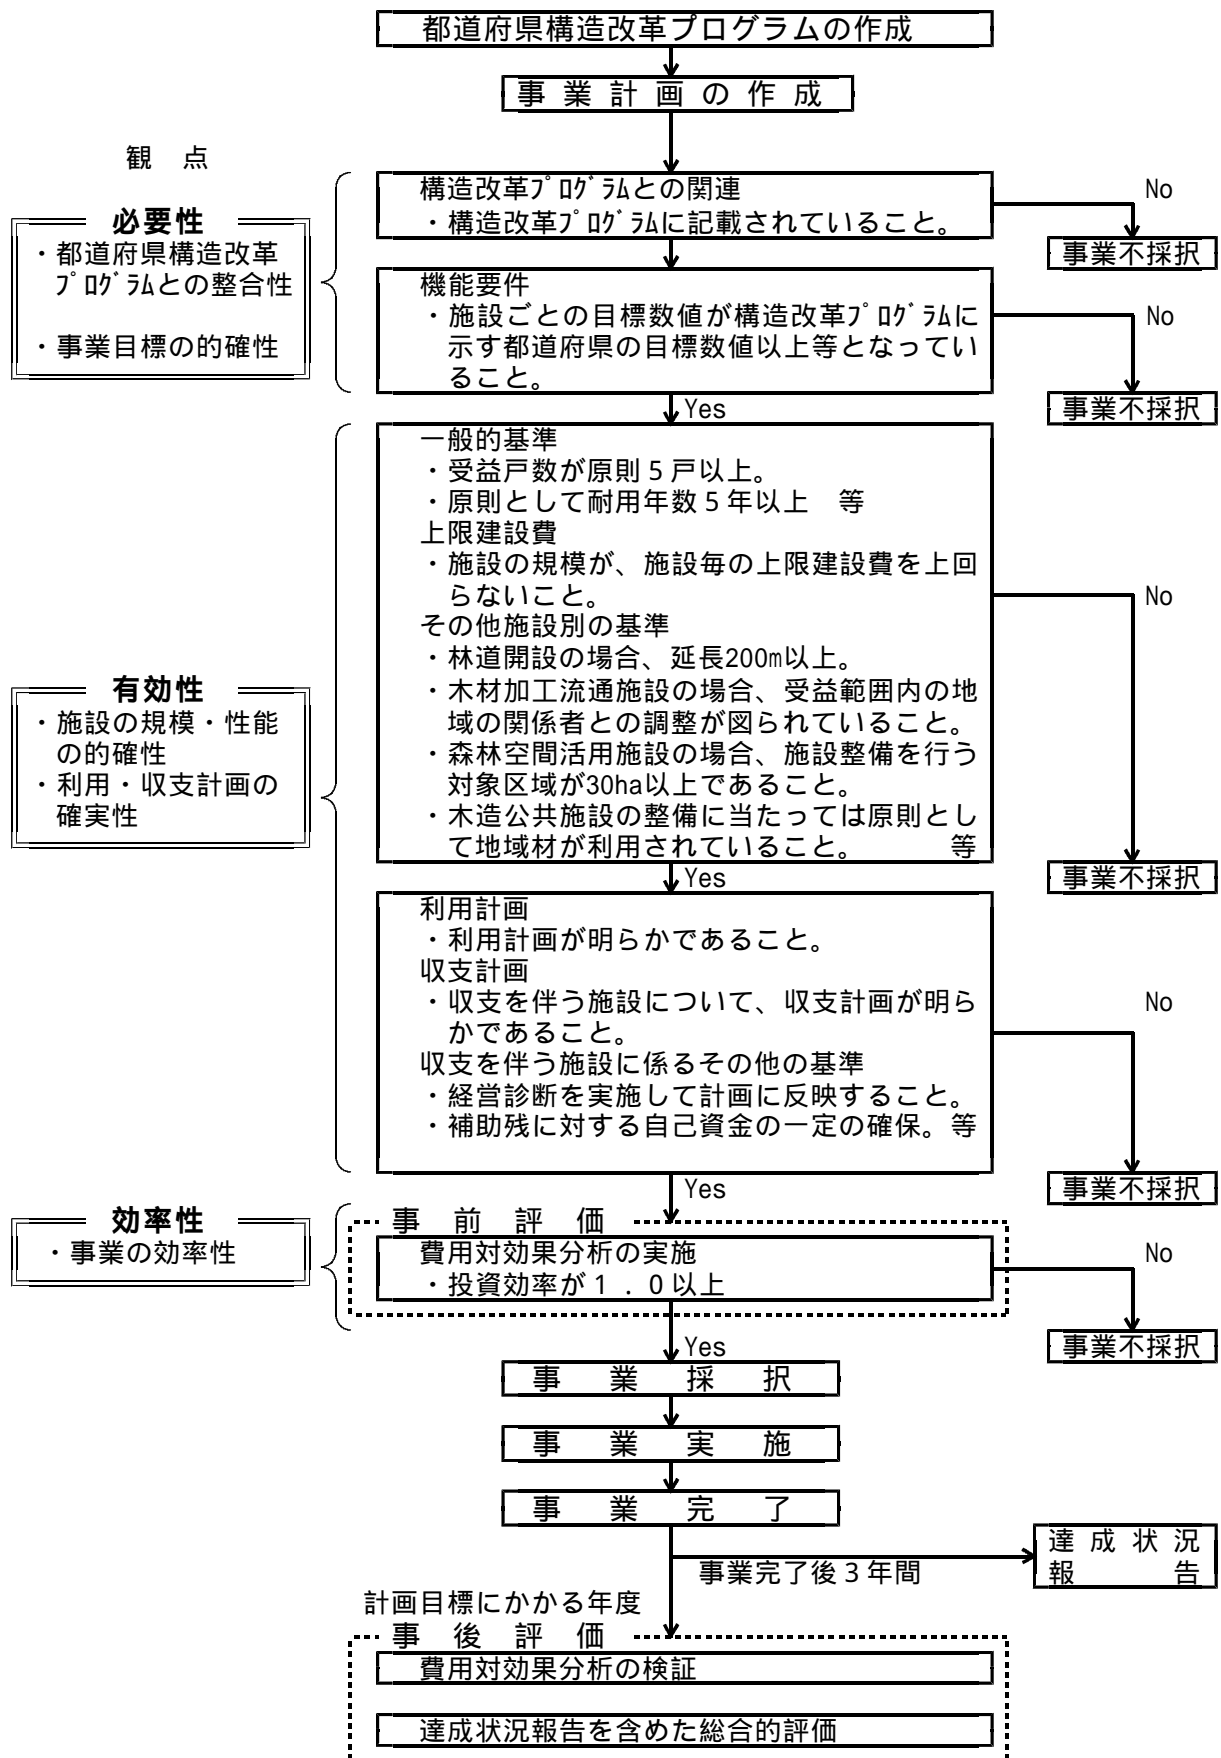 都道府県構造改革プログラムの作成
事業計画の作成
観　点
構造改革ﾌﾟﾛｸﾞﾗﾑとの関連
・構造改革ﾌﾟﾛｸﾞﾗﾑに記載されていること。
No
事業不採択
必要性
・都道府県構造改革
ﾌﾟﾛｸﾞﾗﾑとの整合性
・事業目標の的確性
機能要件
・施設ごとの目標数値が構造改革ﾌﾟﾛｸﾞﾗﾑに
示す都道府県の目標数値以上等となってい
ること。
No
事業不採択
Yes
一般的基準
・受益戸数が原則５戸以上。
・原則として耐用年数５年以上　等
上限建設費
・施設の規模が、施設毎の上限建設費を上回
らないこと。
その他施設別の基準
・林道開設の場合、延長200m以上。
・木材加工流通施設の場合、受益範囲内の地
域の関係者との調整が図られていること。
・森林空間活用施設の場合、施設整備を行う
対象区域が30ha以上であること。
・木造公共施設の整備に当たっては原則とし
て地域材が利用されていること。　　　等
No
事業不採択
有効性
・施設の規模・性能
の的確性
・利用・収支計画の
確実性
Yes
利用計画
・利用計画が明らかであること。
収支計画
・収支を伴う施設について、収支計画が明ら
かであること。
収支を伴う施設に係るその他の基準
・経営診断を実施して計画に反映すること。
・補助残に対する自己資金の一定の確保。等
No
事業不採択
Yes
効率性
・事業の効率性
事　前　評　価
費用対効果分析の実施
・投資効率が１．０以上
No
事業不採択
Yes
事　業　採　択
事　業　実　施
事　業　完　了
事業完了後３年間
達成状況
報　　告
計画目標にかかる年度
事　後　評　価
費用対効果分析の検証
達成状況報告を含めた総合的評価